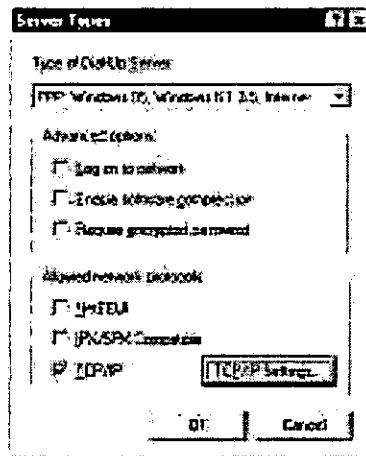 Server Types
Type of Dial-Up Server:
PPP: Windows 95, Windows NT 3.5, Internet
Advanced options:
Log on to network
Enable software compression
Require encrypted password
Allowed network protocols:
NetBEUI
IPX/SPX Compatible
TCP/IP
TCP/IP Settings...
OK
Cancel